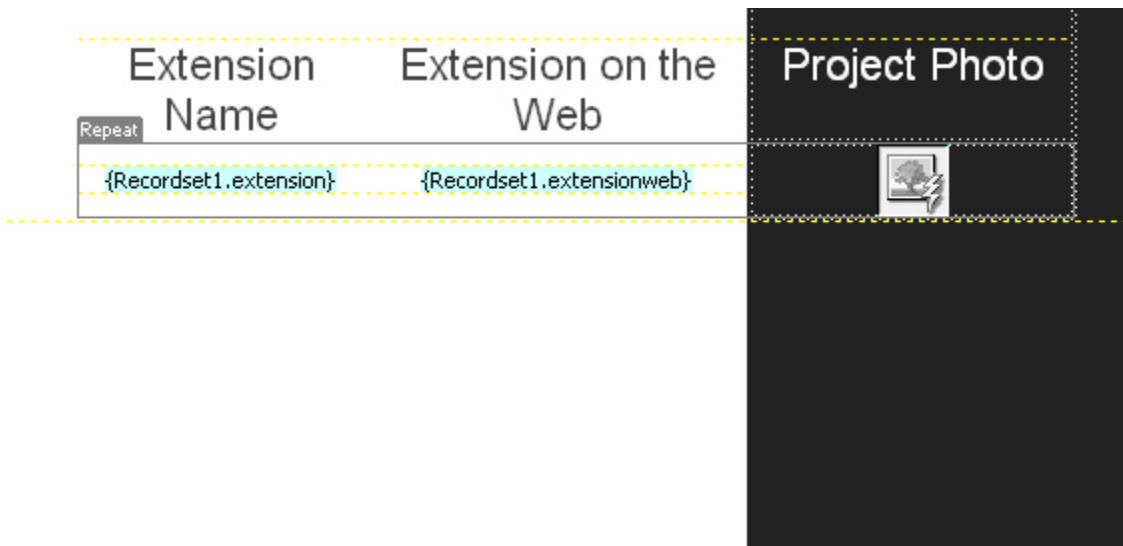 Extension Name
Extension on the Web
Project Photo
Repeat
{Recordset1.extension}
{Recordset1.extensionweb}